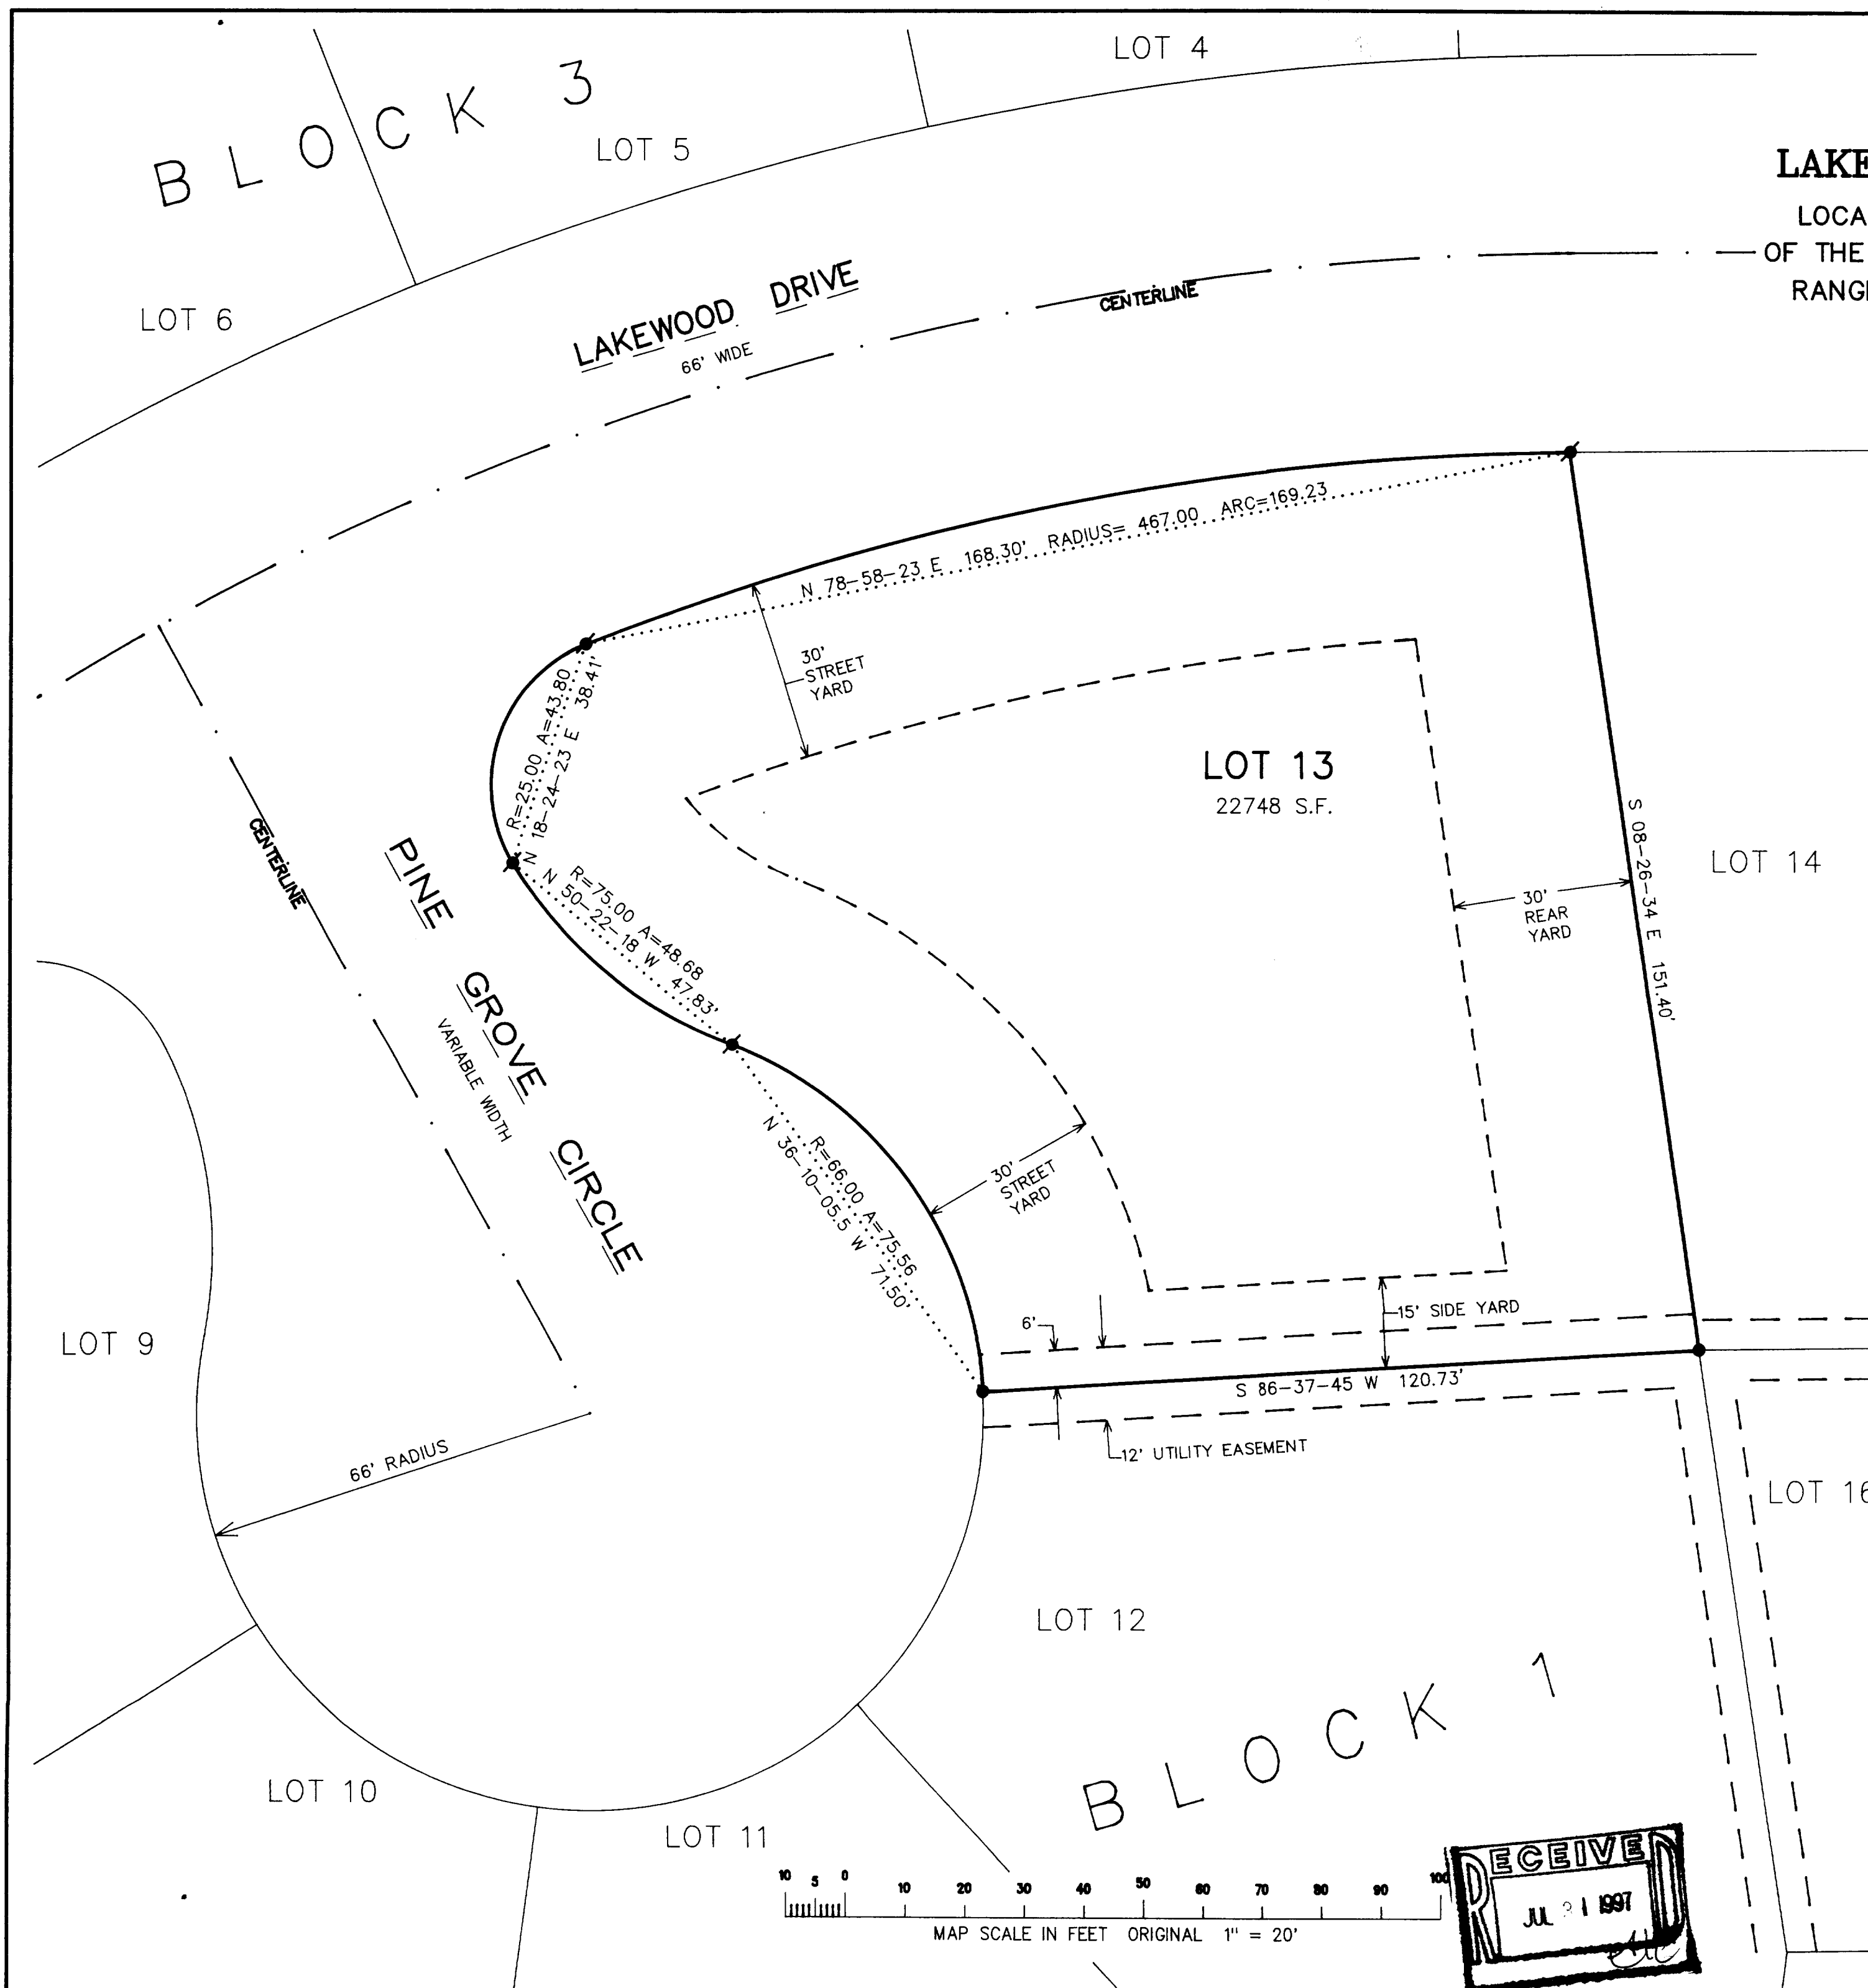 LOT 4
BLOCK 3
LOT 5
LAKE
LOCA
OF THE
RANG
LOT 6
LAKEWOOD DRIVE
66' WIDE
CENTERLINE
N 78-58-23 E 168.30' RADIUS= 467.00 ARC=169.23
30'
STREET
YARD
R=25.00 A=43.80
N 18-24-23 E 38.41'
LOT 13
22748 S.F.
S 08-26-34 E 151.40'
LOT 14
CENTERLINE
PINE GROVE CIRCLE
VARIABLE WIDTH
R=75.00 A=48.68
N 50-22-18 W 47.83'
30'
REAR
YARD
R=66.00 A=75.56
N 36-10-05.5 W 71.50'
30'
STREET
YARD
LOT 9
6'
15' SIDE YARD
S 86-37-45 W 120.73'
12' UTILITY EASEMENT
66' RADIUS
LOT 16
LOT 12
BLOCK 1
LOT 10
LOT 11
10 5 0 10 20 30 40 50 60 70 80 90 100
MAP SCALE IN FEET ORIGINAL 1" = 20'
RECEIVED
JUL 31 1997